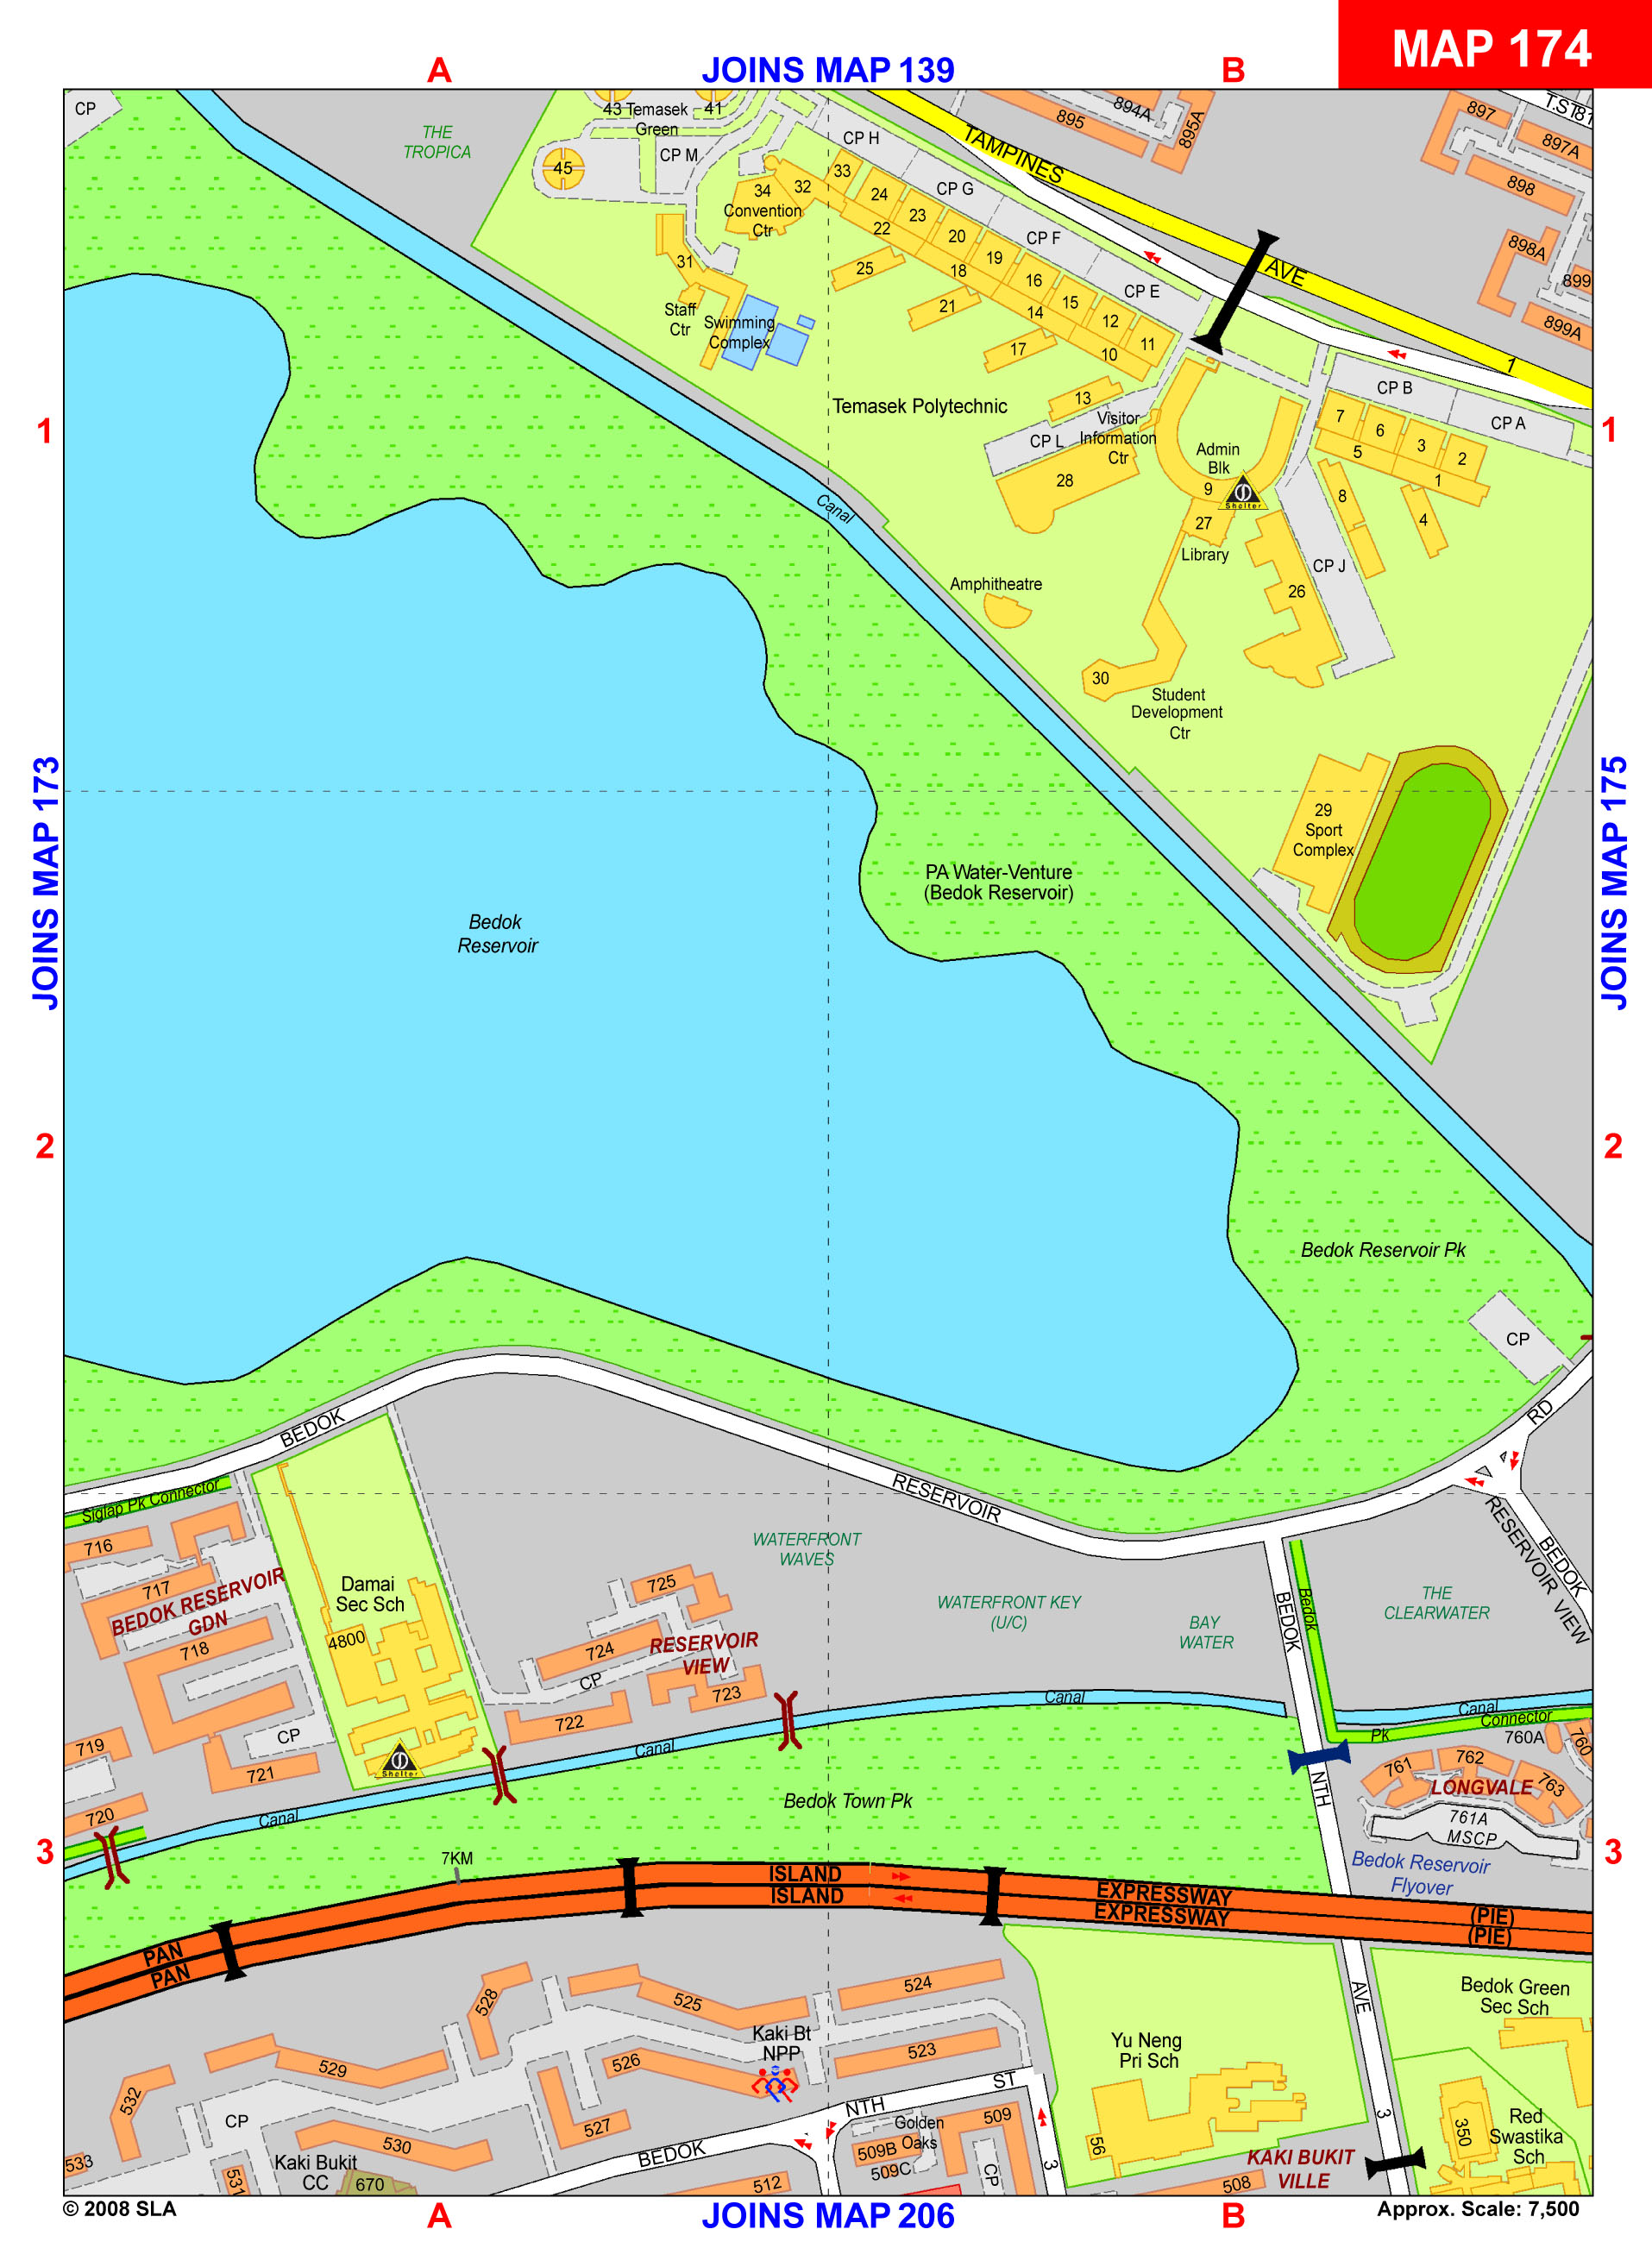 MAP 174
A
JOINS MAP 139
B
CP
THE
TROPICA
43
Temasek
Green
41
45
CP M
CP H
34
Convention
Ctr
32
33
24
23
22
CP G
20
19
18
CP F
16
15
14
CP E
12
11
10
25
21
17
13
31
Staff
Ctr
Swimming
Complex
TAMPINES
AVE
1
895
894A
895A
897
T.ST81
897A
898
898A
899
899A
Temasek Polytechnic
CP L
Visitor
Information
Ctr
28
Admin
Blk
9
Shelter
27
Library
CP B
CP A
7
6
5
3
2
1
8
4
CP J
26
Amphitheatre
30
Student
Development
Ctr
Canal
1
1
JOINS MAP 173
JOINS MAP 175
29
Sport
Complex
PA Water-Venture
(Bedok Reservoir)
Bedok
Reservoir
2
2
Bedok Reservoir Pk
CP
BEDOK
RESERVOIR
RD
Siglap Pk Connector
716
717
BEDOK RESERVOIR
GDN
718
719
CP
721
720
Damai
Sec Sch
4800
Shelter
WATERFRONT
WAVES
725
724
RESERVOIR
VIEW
CP
723
722
WATERFRONT KEY
(U/C)
BAY
WATER
BEDOK
Bedok
THE
CLEARWATER
BEDOK
RESERVOIR VIEW
Canal
Canal
Canal
Canal
Pk
Connector
760A
760
761
762
763
LONGVALE
761A
MSCP
NTH
Bedok Town Pk
Bedok Reservoir
Flyover
3
3
7KM
PAN
PAN
ISLAND
ISLAND
EXPRESSWAY
EXPRESSWAY
(PIE)
(PIE)
AVE
3
528
525
524
Kaki Bt
NPP
523
526
529
532
527
CP
530
533
531
Kaki Bukit
CC
670
BEDOK
NTH
ST
3
Golden
Oaks
509B
509C
509
CP
512
Yu Neng
Pri Sch
56
508
KAKI BUKIT
VILLE
Bedok Green
Sec Sch
350
Red
Swastika
Sch
© 2008 SLA
A
JOINS MAP 206
B
Approx. Scale: 7,500